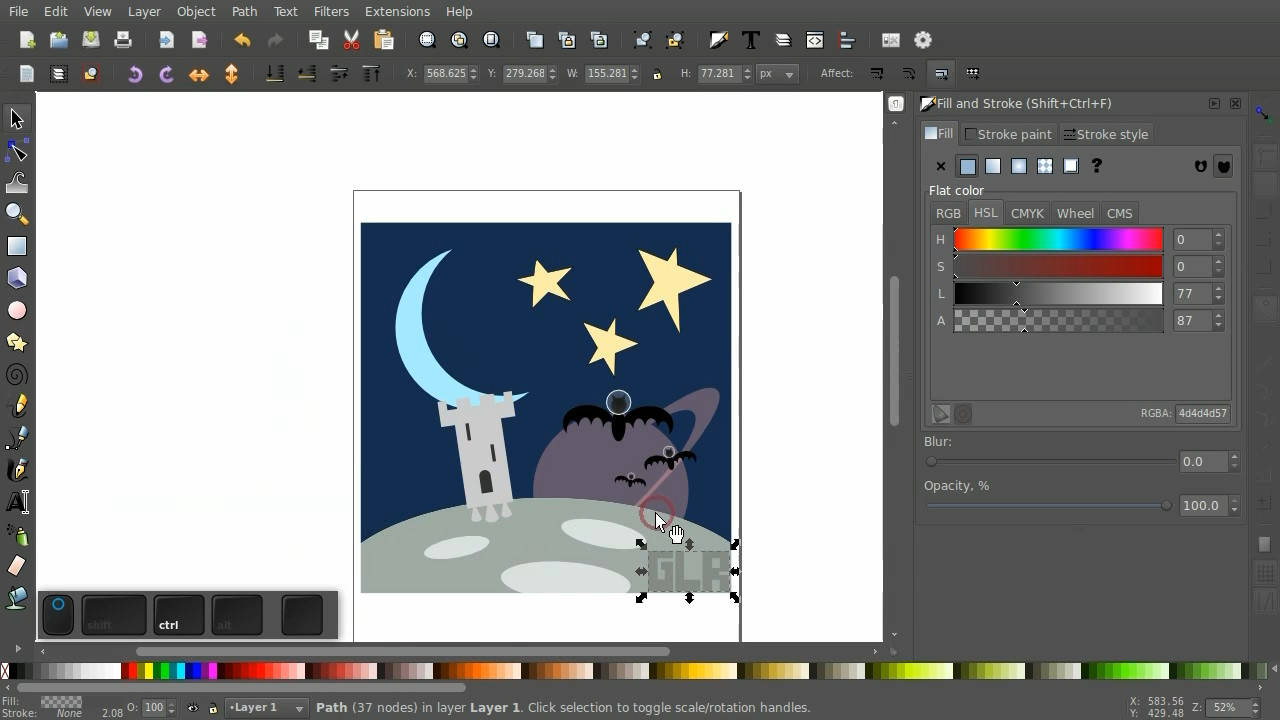 File Edit View Layer Object Path Text Filters Extensions Help
X: 568.625 Y: 279.268 W: 155.281 H: 77.281 px Affect:
Fill and Stroke (Shift+Ctrl+F)
Fill Stroke paint Stroke style
?
Flat color
RGB HSL CMYK Wheel CMS
H 0
S 0
L 77
A 87
RGBA: 4d4d4d57
Blur:
0.0
Opacity, %
100.0
GLR
shift ctrl alt
Fill:
Stroke: None 2.08 O: 100 •Layer 1 Path (37 nodes) in layer Layer 1. Click selection to toggle scale/rotation handles. X: 583.56 Y: 429.48 Z: 52%